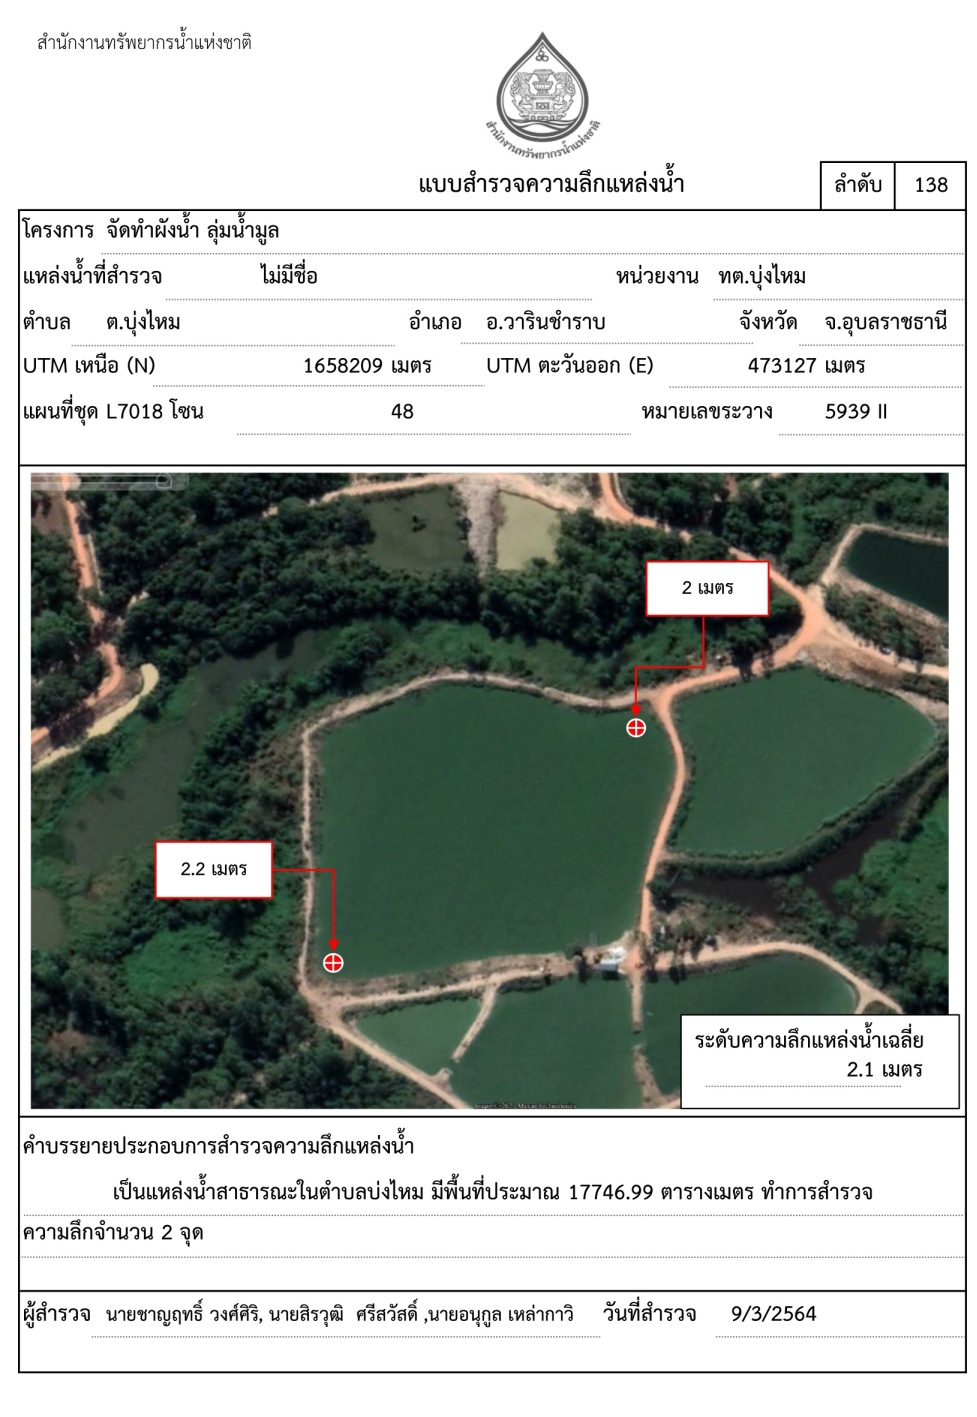 สำนักงานทรัพยากรน้ำแห่งชาติ
สำนักงานทรัพยากรน้ำแห่งชาติ
แบบสำรวจความลึกแหล่งน้ำ
ลำดับ 138
โครงการ จัดทำผังน้ำ ลุ่มน้ำมูล
แหล่งน้ำที่สำรวจ ไม่มีชื่อ หน่วยงาน ทต.บุ่งไหม
ตำบล ต.บุ่งไหม อำเภอ อ.วารินชำราบ จังหวัด จ.อุบลราชธานี
UTM เหนือ (N) 1658209 เมตร UTM ตะวันออก (E) 473127 เมตร
แผนที่ชุด L7018 โซน 48 หมายเลขระวาง 5939 II
2 เมตร
2.2 เมตร
ระดับความลึกแหล่งน้ำเฉลี่ย
2.1 เมตร
คำบรรยายประกอบการสำรวจความลึกแหล่งน้ำ
เป็นแหล่งน้ำสาธารณะในตำบลบ่งไหม มีพื้นที่ประมาณ 17746.99 ตารางเมตร ทำการสำรวจ
ความลึกจำนวน 2 จุด
ผู้สำรวจ นายชาญฤทธิ์ วงศ์ศิริ, นายสิรวุฒิ ศรีสวัสดิ์ ,นายอนุกูล เหล่ากาวิ วันที่สำรวจ 9/3/2564